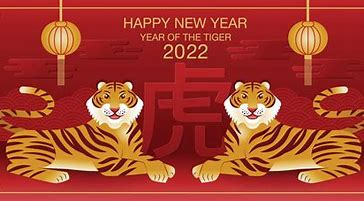 HAPPY NEW YEAR
YEAR OF THE TIGER
2022
虎